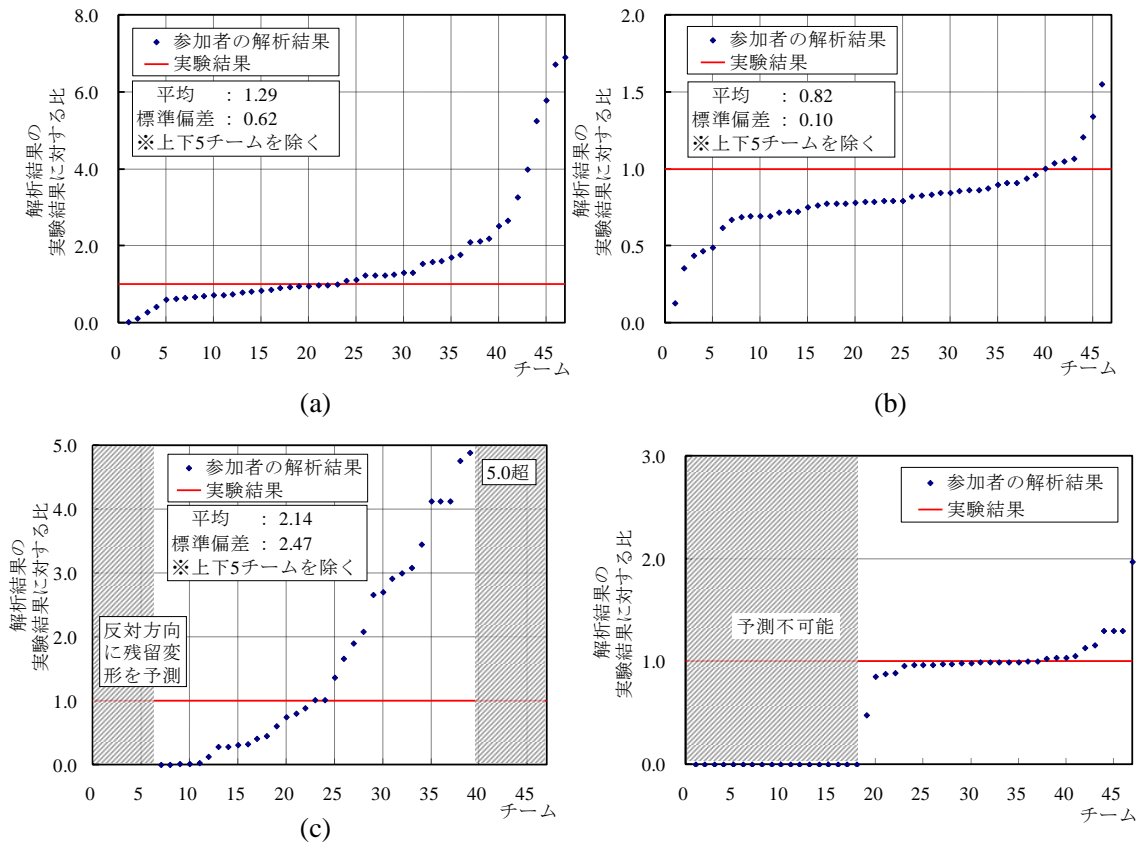 解析結果の
実験結果に対する比
8.0
6.0
4.0
2.0
0.0
参加者の解析結果
実験結果
平均 : 1.29
標準偏差 : 0.62
※上下5チームを除く
0 5 10 15 20 25 30 35 40 45
チーム
(a)
解析結果の
実験結果に対する比
2.0
1.5
1.0
0.5
0.0
参加者の解析結果
実験結果
平均 : 0.82
標準偏差 : 0.10
※上下5チームを除く
0 5 10 15 20 25 30 35 40 45
チーム
(b)
解析結果の
実験結果に対する比
5.0
4.0
3.0
2.0
1.0
0.0
参加者の解析結果
実験結果
平均 : 2.14
標準偏差 : 2.47
※上下5チームを除く
5.0超
反対方向
に残留変
形を予測
0 5 10 15 20 25 30 35 40 45
チーム
(c)
解析結果の
実験結果に対する比
3.0
2.0
1.0
0.0
参加者の解析結果
実験結果
予測不可能
0 5 10 15 20 25 30 35 40 45
チーム